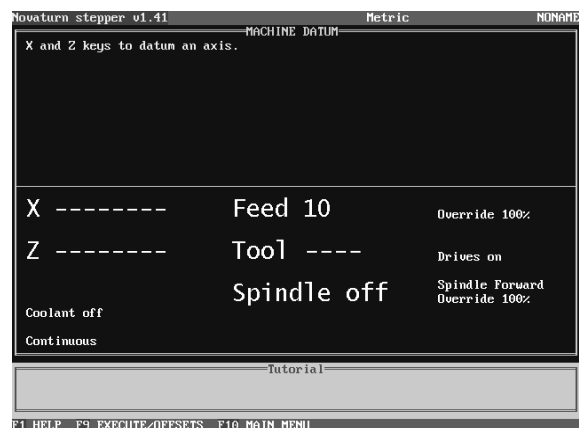 Novaturn stepper v1.41 Metric NONAME
MACHINE DATUM
X and Z keys to datum an axis.
X --------
Feed 10
Override 100%
Z --------
Tool ----
Drives on
Spindle off
Spindle Forward
Override 100%
Coolant off
Continuous
Tutorial
F1 HELP F9 EXECUTE/OFFSETS F10 MAIN MENU